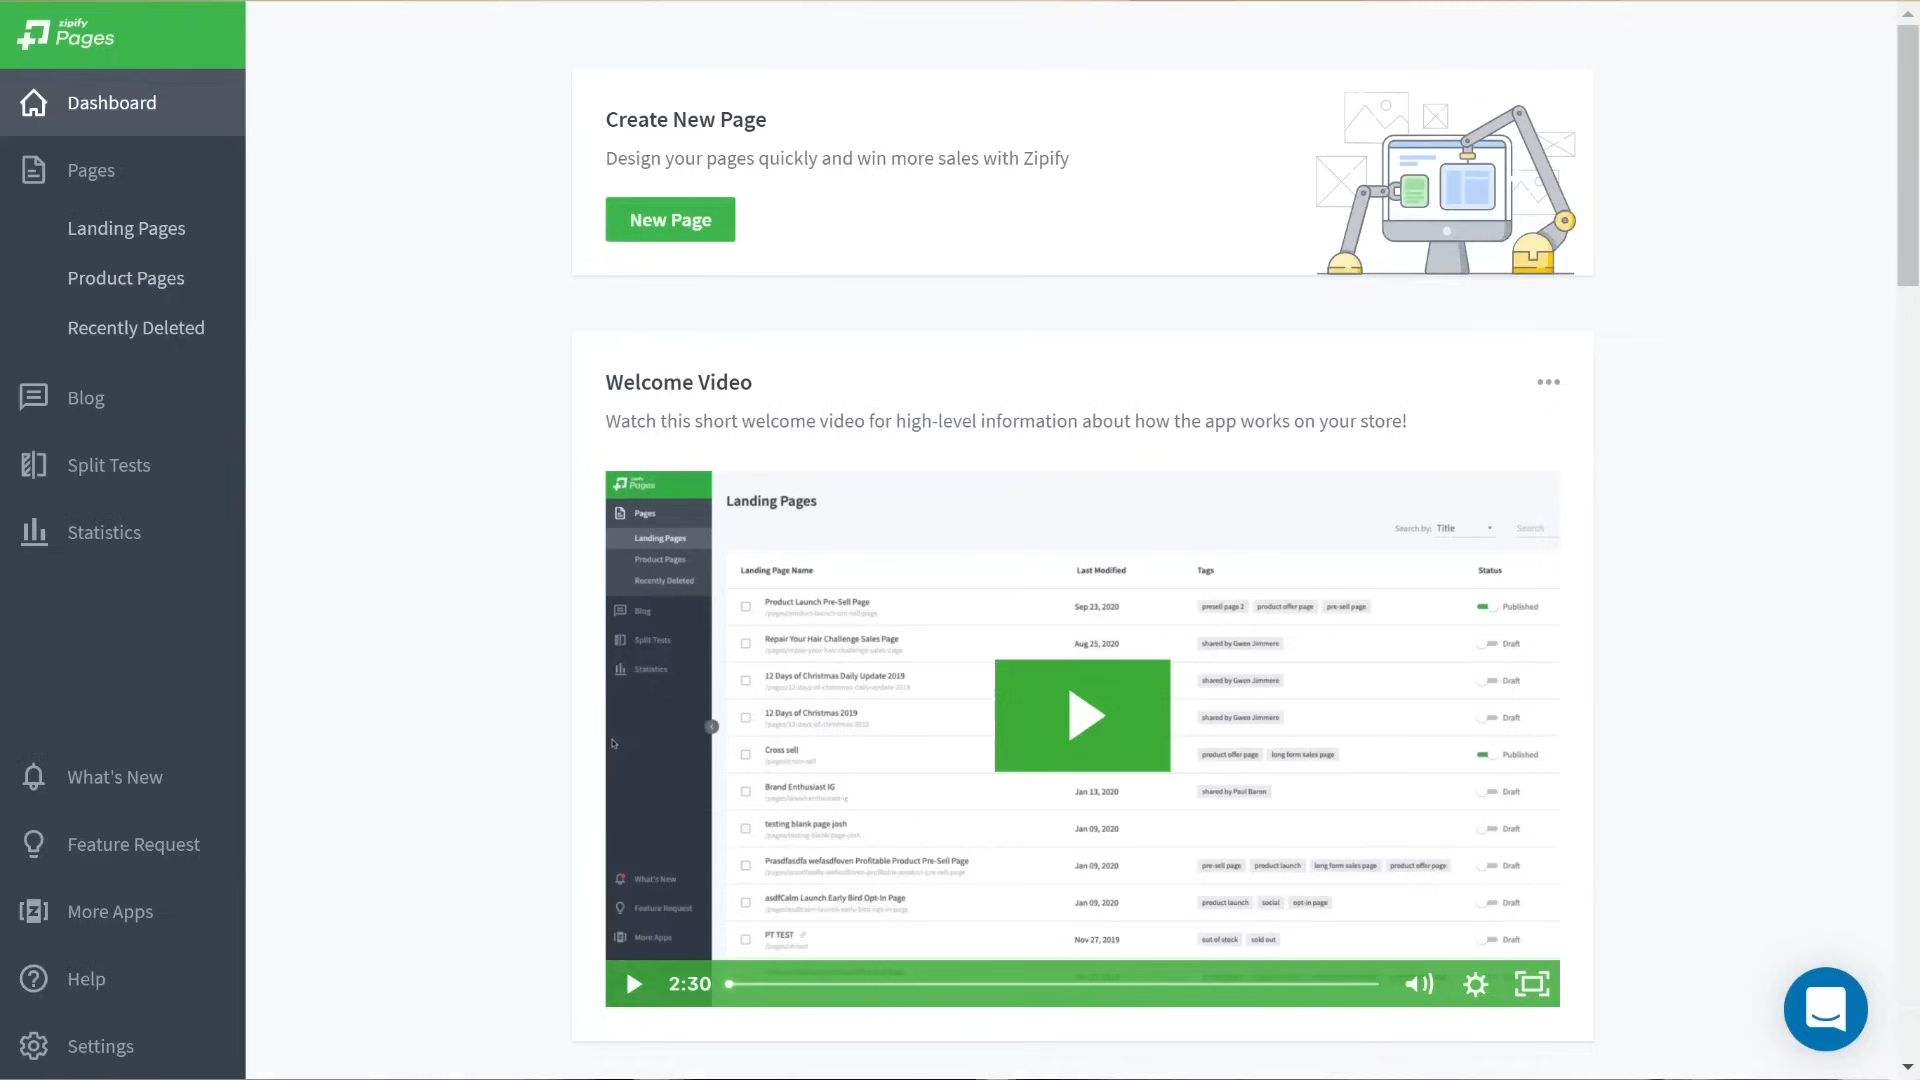 zipify
Pages
Dashboard
Pages
Landing Pages
Product Pages
Recently Deleted
Blog
Split Tests
Statistics
What's New
Feature Request
More Apps
Help
Settings
Create New Page
Design your pages quickly and win more sales with Zipify
New Page
Welcome Video
Watch this short welcome video for high-level information about how the app works on your store!
zipify
Pages
Pages
Landing Pages
Product Pages
Recently Deleted
Blog
Split Tests
Statistics
What's New
Feature Request
More Apps
Landing Pages
Search by: Title Search
Landing Page Name Last Modified Tags Status
Product Launch Pre-Sell Page Sep 23, 2020 presell page 2 product offer page pre-sell page Published
/pages/product-launch-pre-sell-page
Repair Your Hair Challenge Sales Page Aug 25, 2020 shared by Gwen Jimmere Draft
/pages/repair-your-hair-challenge-sales-page
12 Days of Christmas Daily Update 2019 shared by Gwen Jimmere Draft
/pages/12-days-of-christmas-daily-update-2019
12 Days of Christmas 2019 shared by Gwen Jimmere Draft
/pages/12-days-of-christmas-2019
Cross sell product offer page long form sales page Published
/pages/cross-sell
Brand Enthusiast IG Jan 13, 2020 shared by Paul Baron Draft
/pages/brand-enthusiast-ig
testing blank page josh Jan 09, 2020 Draft
/pages/testing-blank-page-josh
Prasdfasdfa wefasdfoven Profitable Product Pre-Sell Page Jan 09, 2020 pre-sell page product launch long form sales page product offer page Draft
asdfCalm Launch Early Bird Opt-In Page Jan 09, 2020 product launch social opt-in page Draft
/pages/asdfcalm-launch-early-bird-opt-in-page
PT TEST Nov 27, 2019 out of stock sold out Draft
/pages/pt-test
2:30